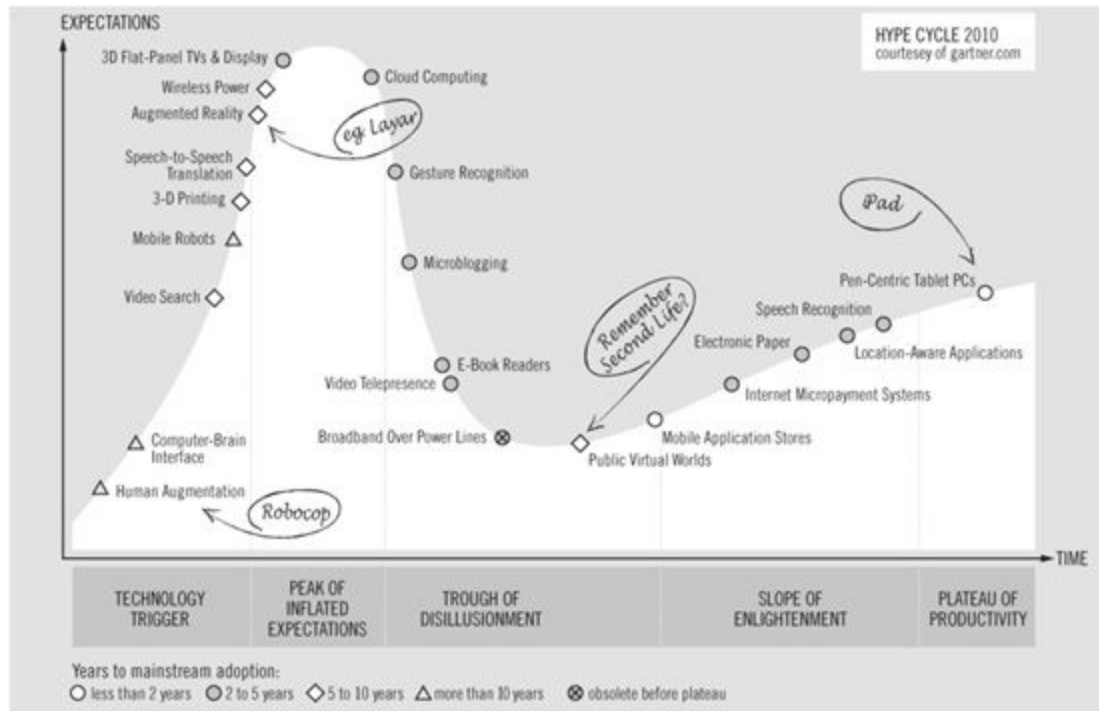 EXPECTATIONS
HYPE CYCLE 2010
courtesey of gartner.com
3D Flat-Panel TVs & Display
Cloud Computing
Wireless Power
Augmented Reality
eg. Layar
Speech-to-Speech
Translation
Gesture Recognition
3-D Printing
iPad
Mobile Robots
Microblogging
Pen-Centric Tablet PCs
Video Search
Remember
Second Life?
Speech Recognition
Electronic Paper
Location-Aware Applications
E-Book Readers
Video Telepresence
Internet Micropayment Systems
Broadband Over Power Lines
Mobile Application Stores
Computer-Brain
Interface
Public Virtual Worlds
Human Augmentation
Robocop
TIME
TECHNOLOGY
TRIGGER
PEAK OF
INFLATED
EXPECTATIONS
TROUGH OF
DISILLUSIONMENT
SLOPE OF
ENLIGHTENMENT
PLATEAU OF
PRODUCTIVITY
Years to mainstream adoption:
less than 2 years 2 to 5 years 5 to 10 years more than 10 years obsolete before plateau